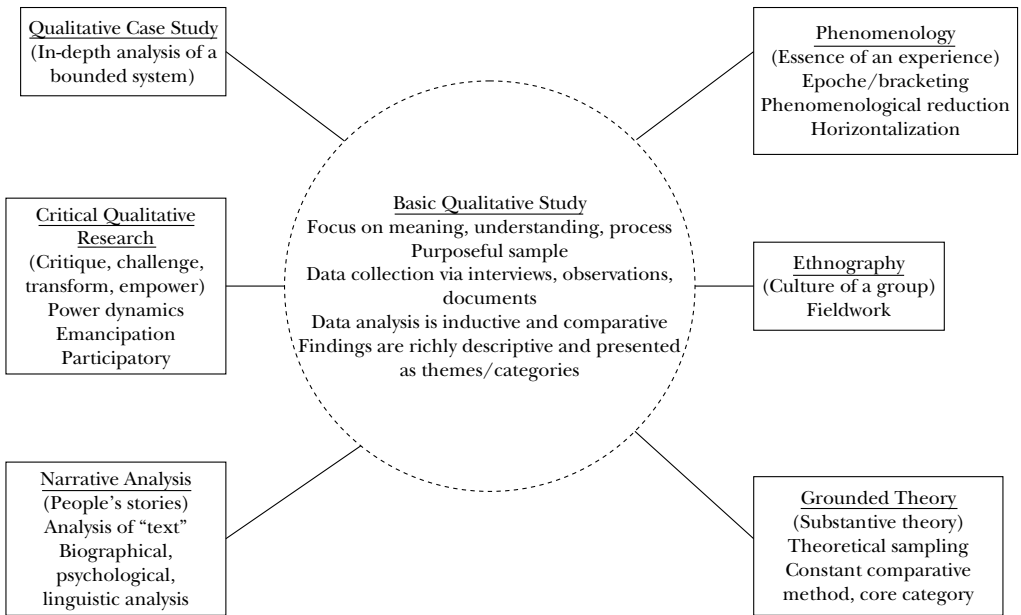 Qualitative Case Study
(In-depth analysis of a
bounded system)
Phenomenology
(Essence of an experience)
Epoche/bracketing
Phenomenological reduction
Horizontalization
Critical Qualitative
Research
(Critique, challenge,
transform, empower)
Power dynamics
Emancipation
Participatory
Basic Qualitative Study
Focus on meaning, understanding, process
Purposeful sample
Data collection via interviews, observations,
documents
Data analysis is inductive and comparative
Findings are richly descriptive and presented
as themes/categories
Ethnography
(Culture of a group)
Fieldwork
Narrative Analysis
(People’s stories)
Analysis of “text”
Biographical,
psychological,
linguistic analysis
Grounded Theory
(Substantive theory)
Theoretical sampling
Constant comparative
method, core category